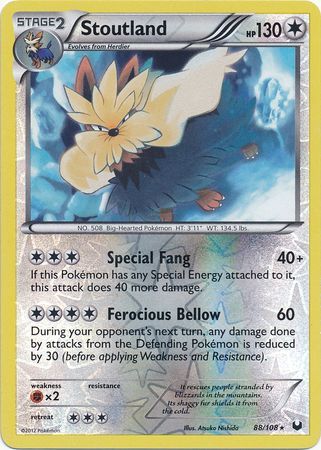 STAGE2 Stoutland HP130
Evolves from Herdier
NO. 508 Big-Hearted Pokémon HT: 3'11" WT: 134.5 lbs.
Special Fang 40+
If this Pokémon has any Special Energy attached to it,
this attack does 40 more damage.
Ferocious Bellow 60
During your opponent's next turn, any damage done
by attacks from the Defending Pokémon is reduced
by 30 (before applying Weakness and Resistance).
weakness resistance
×2
retreat
It rescues people stranded by
blizzards in the mountains.
Its shaggy fur shields it from
the cold.
©2012 Pokémon Illus. Atsuko Nishida 88/108 ★